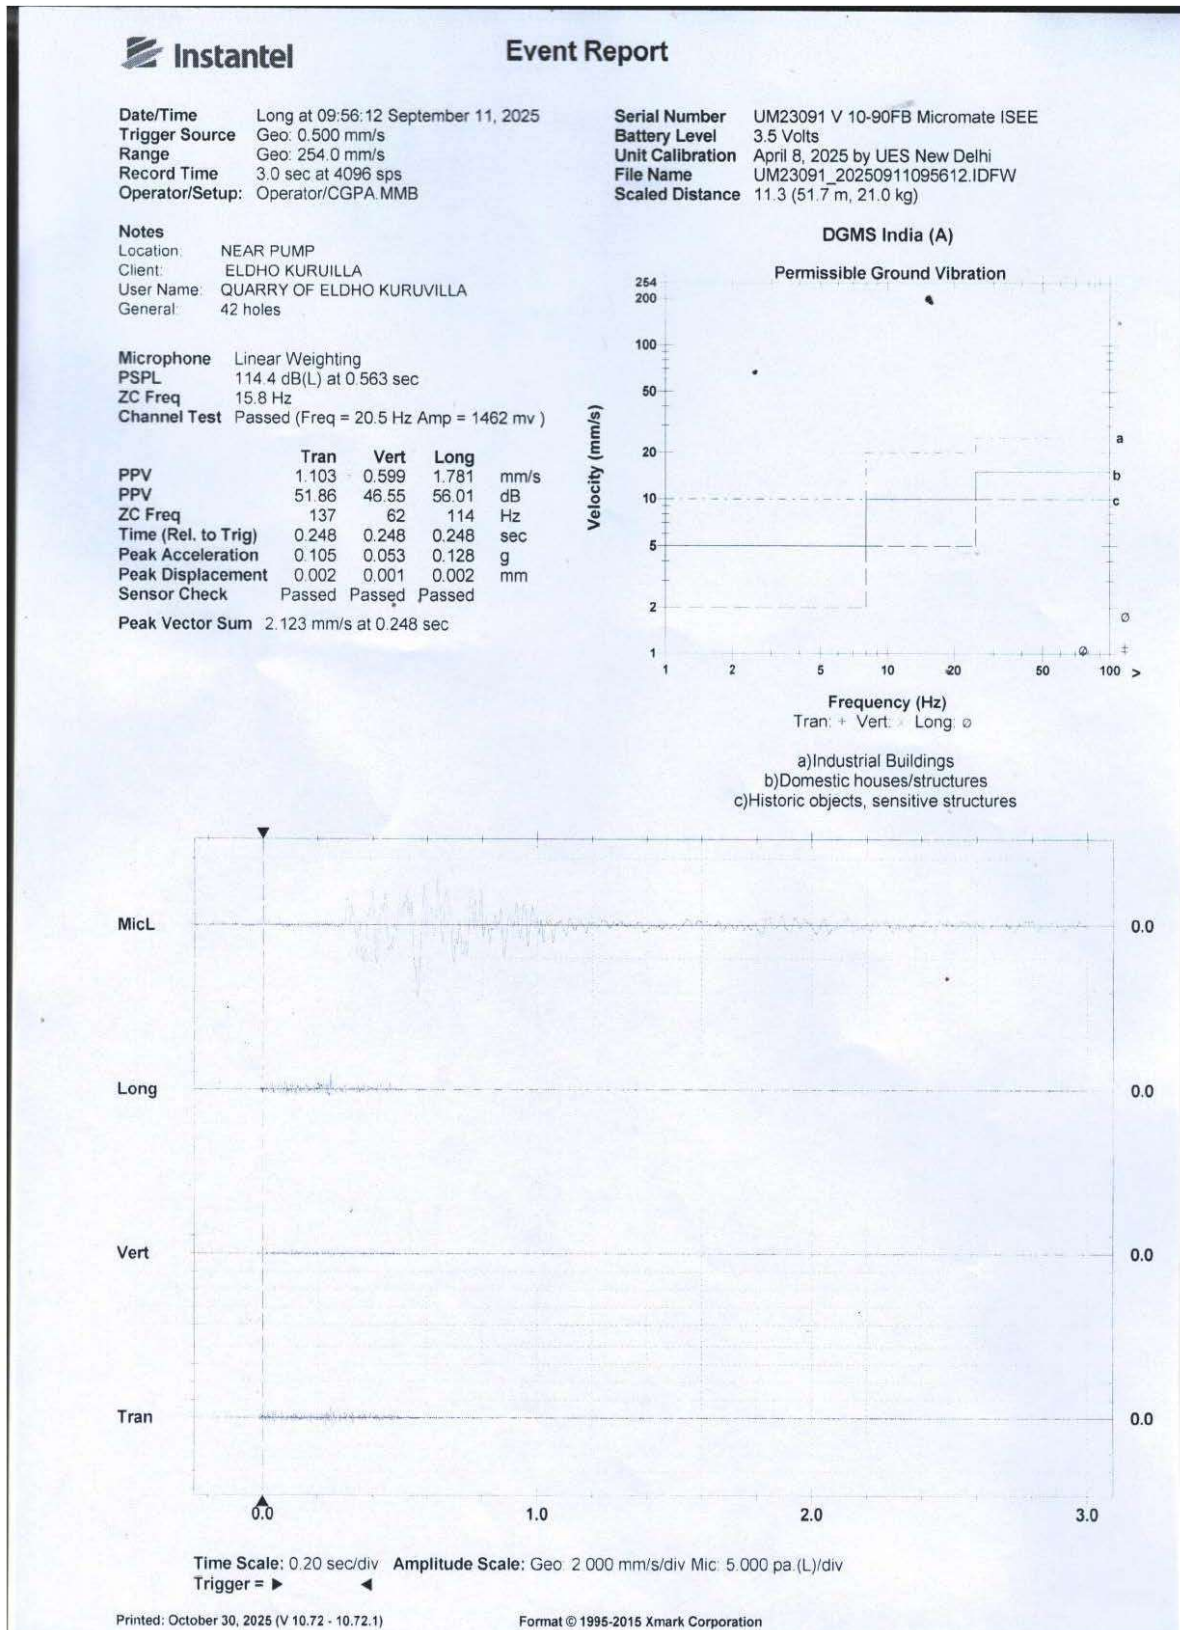 Instantel
Event Report
Date/Time Long at 09:56:12 September 11, 2025
Trigger Source Geo: 0.500 mm/s
Range Geo: 254.0 mm/s
Record Time 3.0 sec at 4096 sps
Operator/Setup: Operator/CGPA.MMB
Serial Number UM23091 V 10-90FB Micromate ISEE
Battery Level 3.5 Volts
Unit Calibration April 8, 2025 by UES New Delhi
File Name UM23091_20250911095612.IDFW
Scaled Distance 11.3 (51.7 m, 21.0 kg)
Notes
Location: NEAR PUMP
Client: ELDHO KURUILLA
User Name: QUARRY OF ELDHO KURUVILLA
General: 42 holes
Microphone Linear Weighting
PSPL 114.4 dB(L) at 0.563 sec
ZC Freq 15.8 Hz
Channel Test Passed (Freq = 20.5 Hz Amp = 1462 mv )
Tran Vert Long
PPV 1.103 0.599 1.781 mm/s
PPV 51.86 46.55 56.01 dB
ZC Freq 137 62 114 Hz
Time (Rel. to Trig) 0.248 0.248 0.248 sec
Peak Acceleration 0.105 0.053 0.128 g
Peak Displacement 0.002 0.001 0.002 mm
Sensor Check Passed Passed Passed
Peak Vector Sum 2.123 mm/s at 0.248 sec
DGMS India (A)
Permissible Ground Vibration
254
200
100
50
20
10
5
2
1
Velocity (mm/s)
a
b
c
1 2 5 10 20 50 100 >
Frequency (Hz)
Tran: + Vert: × Long: ø
a)Industrial Buildings
b)Domestic houses/structures
c)Historic objects, sensitive structures
MicL 0.0
Long 0.0
Vert 0.0
Tran 0.0
0.0 1.0 2.0 3.0
Time Scale: 0.20 sec/div Amplitude Scale: Geo: 2.000 mm/s/div Mic: 5.000 pa.(L)/div
Trigger =
Printed: October 30, 2025 (V 10.72 - 10.72.1)
Format © 1995-2015 Xmark Corporation